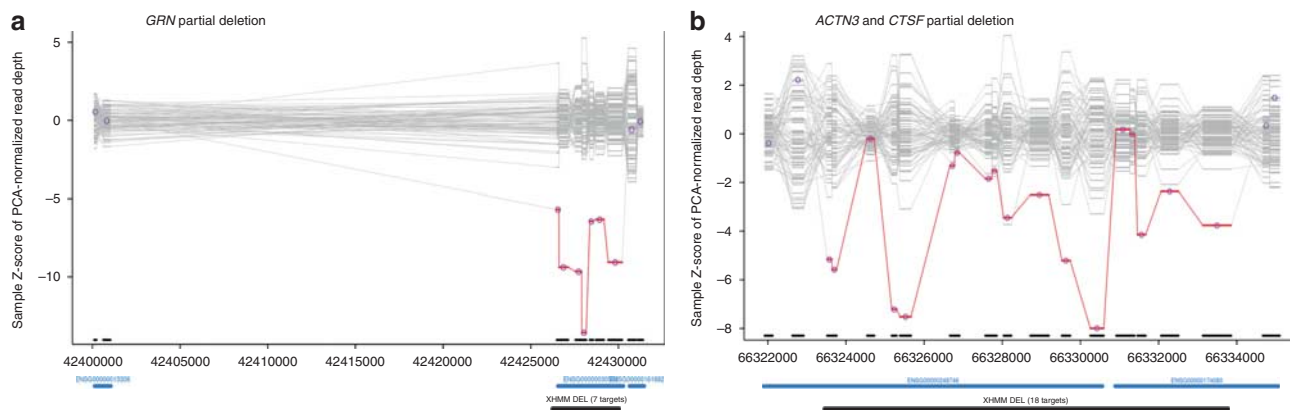 a
GRN partial deletion
Sample Z-score of PCA-normalized read depth
5
0
−5
−10
42400000 42405000 42410000 42415000 42420000 42425000 42430000
XHMM DEL (7 targets)
b
ACTN3 and CTSF partial deletion
Sample Z-score of PCA-normalized read depth
4
2
0
−2
−4
−6
−8
66322000 66324000 66326000 66328000 66330000 66332000 66334000
XHMM DEL (18 targets)